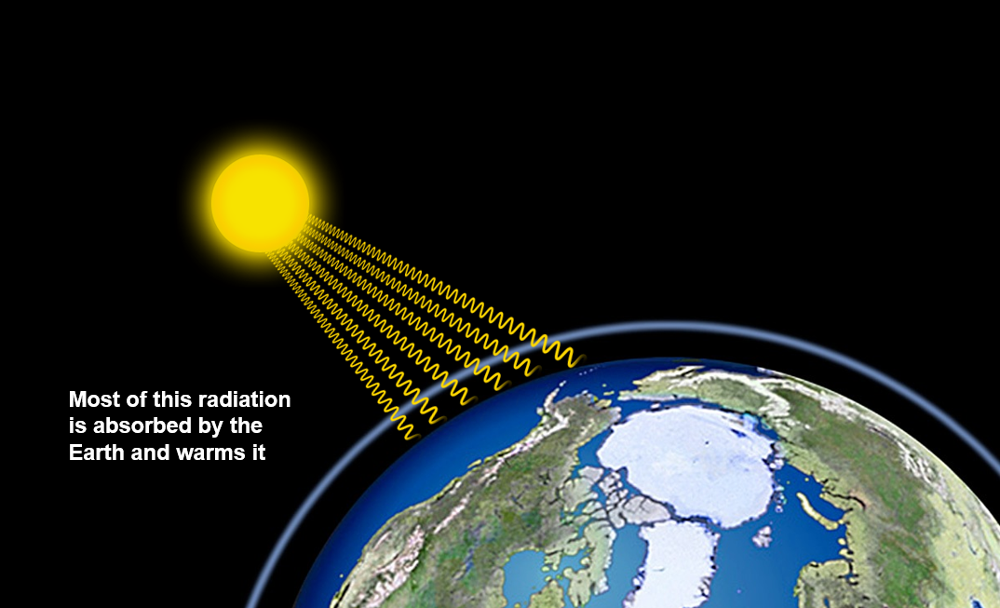 Most of this radiation
is absorbed by the
Earth and warms it